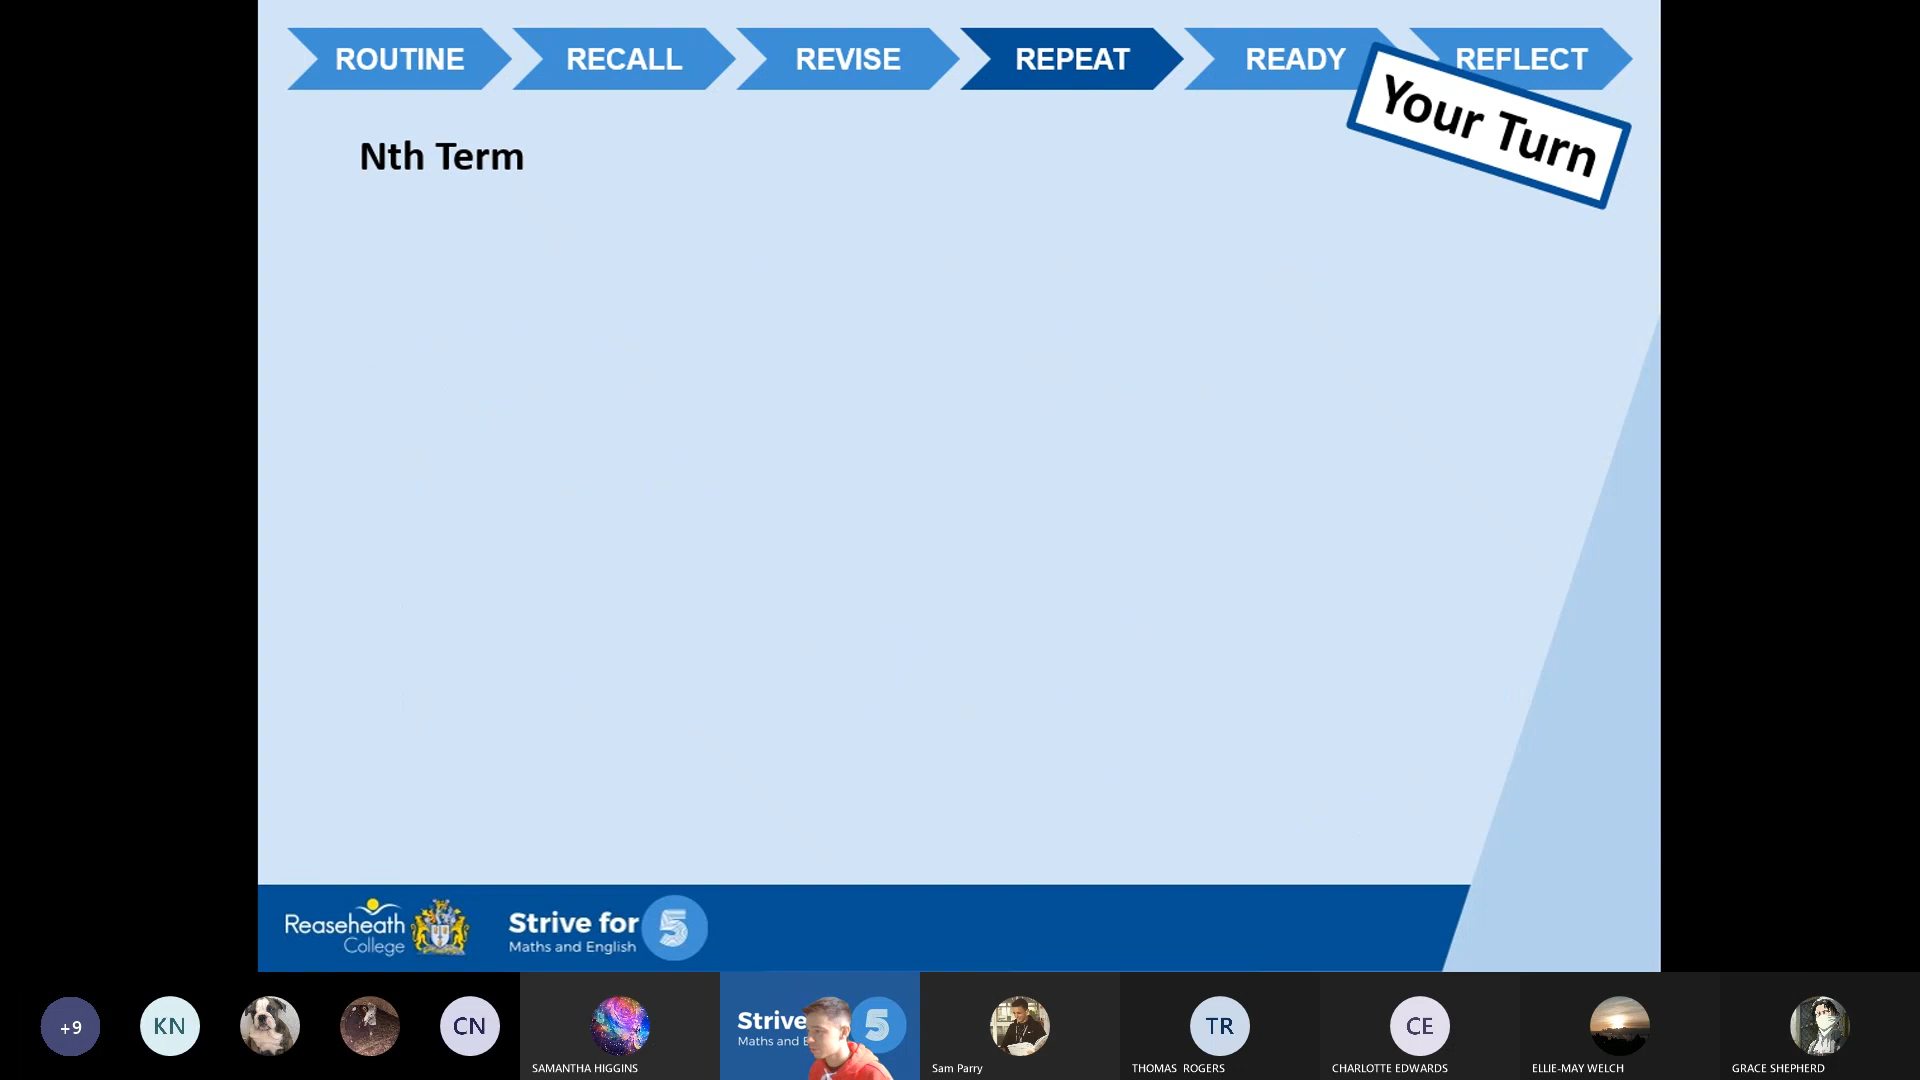 ROUTINE
RECALL
REVISE
REPEAT
READY
REFLECT
Your Turn
Nth Term
Reaseheath
College
Strive for 5
Maths and English
+9
KN
CN
SAMANTHA HIGGINS
Strive 5
Maths and E
Sam Parry
TR
THOMAS ROGERS
CE
CHARLOTTE EDWARDS
ELLIE-MAY WELCH
GRACE SHEPHERD